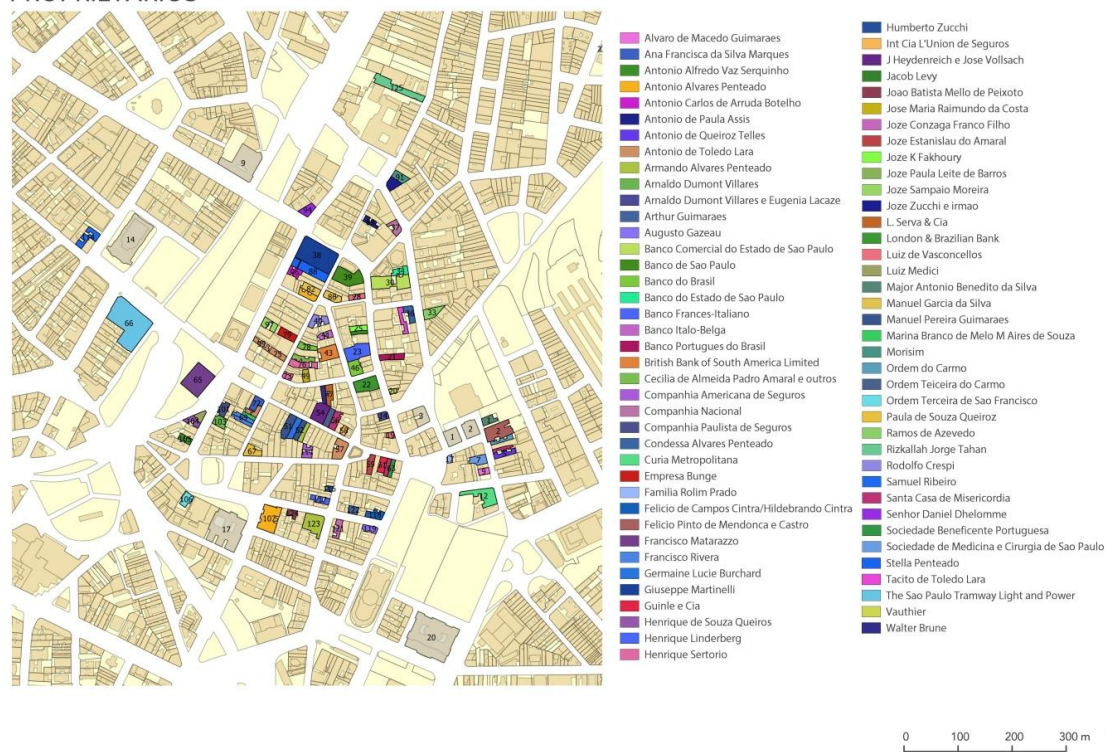 PROPRIETÁRIOS
Alvaro de Macedo Guimaraes
Ana Francisca da Silva Marques
Antonio Alfredo Vaz Serquinho
Antonio Alvares Penteado
Antonio Carlos de Arruda Botelho
Antonio de Paula Assis
Antonio de Queiroz Telles
Antonio de Toledo Lara
Armando Alvares Penteado
Arnaldo Dumont Villares
Arnaldo Dumont Villares e Eugenia Lacaze
Arthur Guimaraes
Augusto Gazeau
Banco Comercial do Estado de Sao Paulo
Banco de Sao Paulo
Banco do Brasil
Banco do Estado de Sao Paulo
Banco Frances-Italiano
Banco Italo-Belga
Banco Portugues do Brasil
British Bank of South America Limited
Cecilia de Almeida Padro Amaral e outros
Companhia Americana de Seguros
Companhia Nacional
Companhia Paulista de Seguros
Condessa Alvares Penteado
Curia Metropolitana
Empresa Bunge
Familia Rolim Prado
Felicio de Campos Cintra/Hildebrando Cintra
Felicio Pinto de Mendonca e Castro
Francisco Matarazzo
Francisco Rivera
Germaine Lucie Burchard
Giuseppe Martinelli
Guinle e Cia
Henrique de Souza Queiros
Henrique Linderberg
Henrique Sertorio
Humberto Zucchi
Int Cia L'Union de Seguros
J Heydenreich e Jose Vollsach
Jacob Levy
Joao Batista Mello de Peixoto
Jose Maria Raimundo da Costa
Joze Conzaga Franco Filho
Joze Estanislau do Amaral
Joze K Fakhoury
Joze Paula Leite de Barros
Joze Sampaio Moreira
Joze Zucchi e irmao
L. Serva & Cia
London & Brazilian Bank
Luiz de Vasconcellos
Luiz Medici
Major Antonio Benedito da Silva
Manuel Garcia da Silva
Manuel Pereira Guimaraes
Marina Branco de Melo M Aires de Souza
Morisim
Ordem do Carmo
Ordem Teiceira do Carmo
Ordem Terceira de Sao Francisco
Paula de Souza Queiroz
Ramos de Azevedo
Rizkallah Jorge Tahan
Rodolfo Crespi
Samuel Ribeiro
Santa Casa de Misericordia
Senhor Daniel Dhelomme
Sociedade Beneficente Portuguesa
Sociedade de Medicina e Cirurgia de Sao Paulo
Stella Penteado
Tacito de Toledo Lara
The Sao Paulo Tramway Light and Power
Vauthier
Walter Brune
9
14
38
39
30
66
43
23
46
22
65
3
1
2
7
12
17
107
123
20
0 100 200 300 m